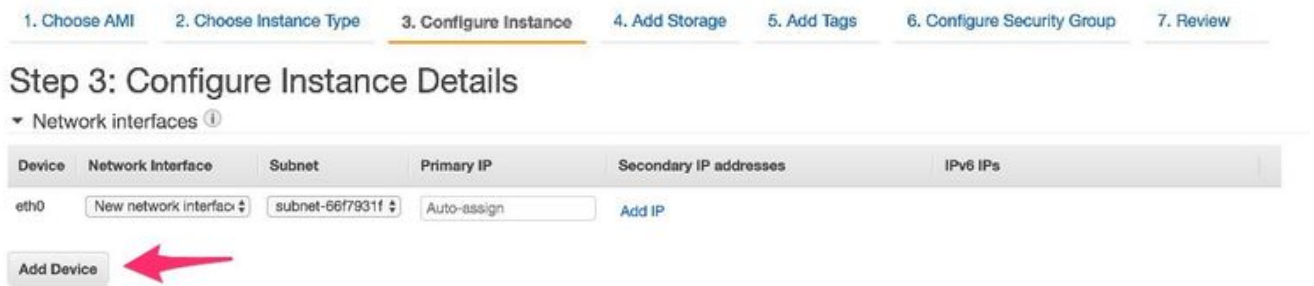 1. Choose AMI 2. Choose Instance Type 3. Configure Instance 4. Add Storage 5. Add Tags 6. Configure Security Group 7. Review
Step 3: Configure Instance Details
Network interfaces
Device Network Interface Subnet Primary IP Secondary IP addresses IPv6 IPs
eth0 New network interfac subnet-66f7931f Auto-assign Add IP
Add Device